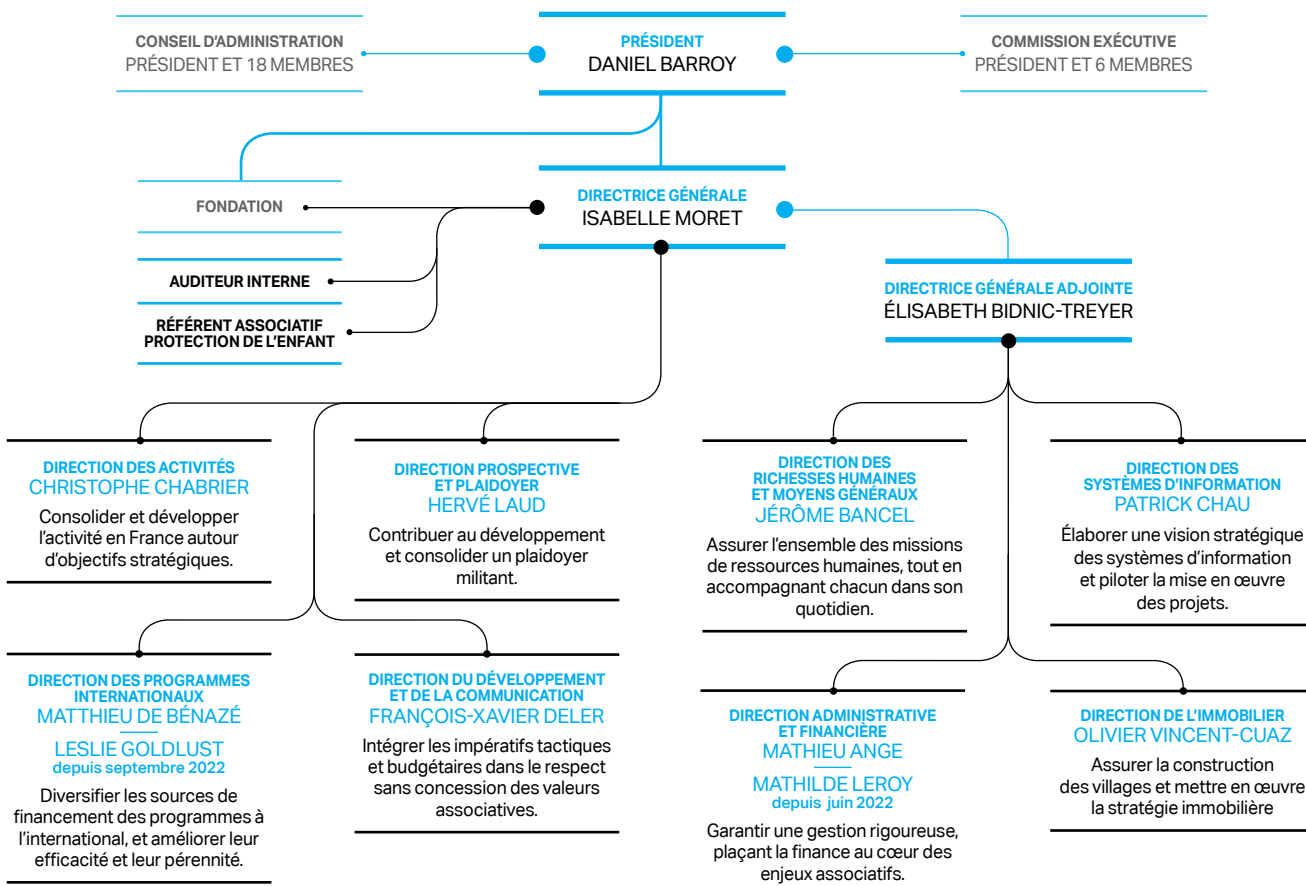 CONSEIL D'ADMINISTRATION
PRÉSIDENT ET 18 MEMBRES
PRÉSIDENT
DANIEL BARROY
COMMISSION EXÉCUTIVE
PRÉSIDENT ET 6 MEMBRES
FONDATION
DIRECTRICE GÉNÉRALE
ISABELLE MORET
AUDITEUR INTERNE
RÉFÉRENT ASSOCIATIF
PROTECTION DE L'ENFANT
DIRECTRICE GÉNÉRALE ADJOINTE
ÉLISABETH BIDNIC-TREYER
DIRECTION DES ACTIVITÉS
CHRISTOPHE CHABRIER
Consolider et développer
l'activité en France autour
d'objectifs stratégiques.
DIRECTION PROSPECTIVE
ET PLAIDOYER
HERVÉ LAUD
Contribuer au développement
et consolider un plaidoyer
militant.
DIRECTION DES
RICHESSES HUMAINES
ET MOYENS GÉNÉRAUX
JÉRÔME BANCEL
Assurer l'ensemble des missions
de ressources humaines, tout en
accompagnant chacun dans son
quotidien.
DIRECTION DES
SYSTÈMES D'INFORMATION
PATRICK CHAU
Élaborer une vision stratégique
des systèmes d'information
et piloter la mise en œuvre
des projets.
DIRECTION DES PROGRAMMES
INTERNATIONAUX
MATTHIEU DE BÉNAZÉ
LESLIE GOLDLUST
depuis septembre 2022
Diversifier les sources de
financement des programmes à
l'international, et améliorer leur
efficacité et leur pérennité.
DIRECTION DU DÉVELOPPEMENT
ET DE LA COMMUNICATION
FRANÇOIS-XAVIER DELER
Intégrer les impératifs tactiques
et budgétaires dans le respect
sans concession des valeurs
associatives.
DIRECTION ADMINISTRATIVE
ET FINANCIÈRE
MATHIEU ANGE
MATHILDE LEROY
depuis juin 2022
Garantir une gestion rigoureuse,
plaçant la finance au cœur des
enjeux associatifs.
DIRECTION DE L'IMMOBILIER
OLIVIER VINCENT-CUAZ
Assurer la construction
des villages et mettre en œuvre
la stratégie immobilière